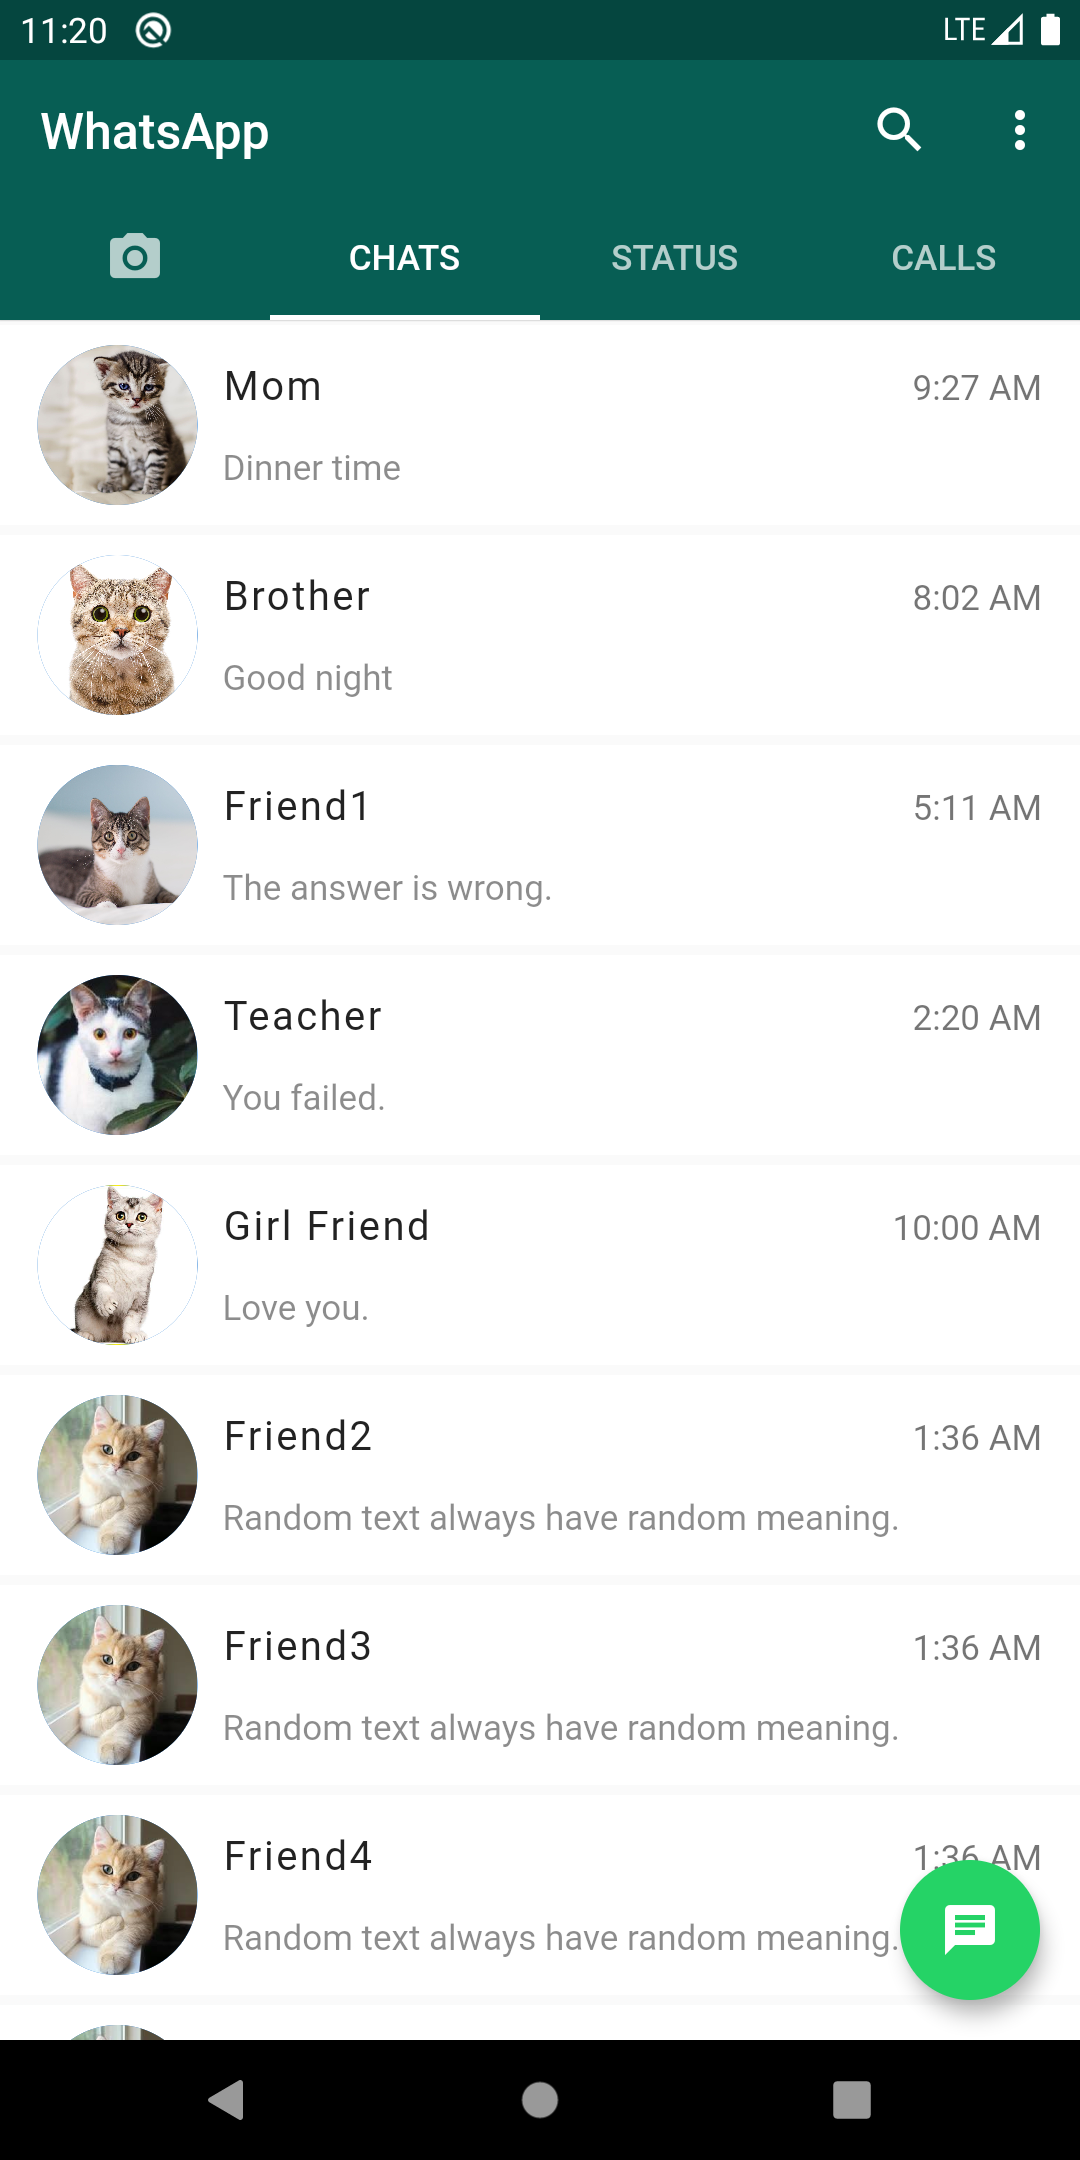 11:20
LTE
WhatsApp
CHATS STATUS CALLS
Mom 9:27 AM
Dinner time
Brother 8:02 AM
Good night
Friend1 5:11 AM
The answer is wrong.
Teacher 2:20 AM
You failed.
Girl Friend 10:00 AM
Love you.
Friend2 1:36 AM
Random text always have random meaning.
Friend3 1:36 AM
Random text always have random meaning.
Friend4 1:36 AM
Random text always have random meaning.